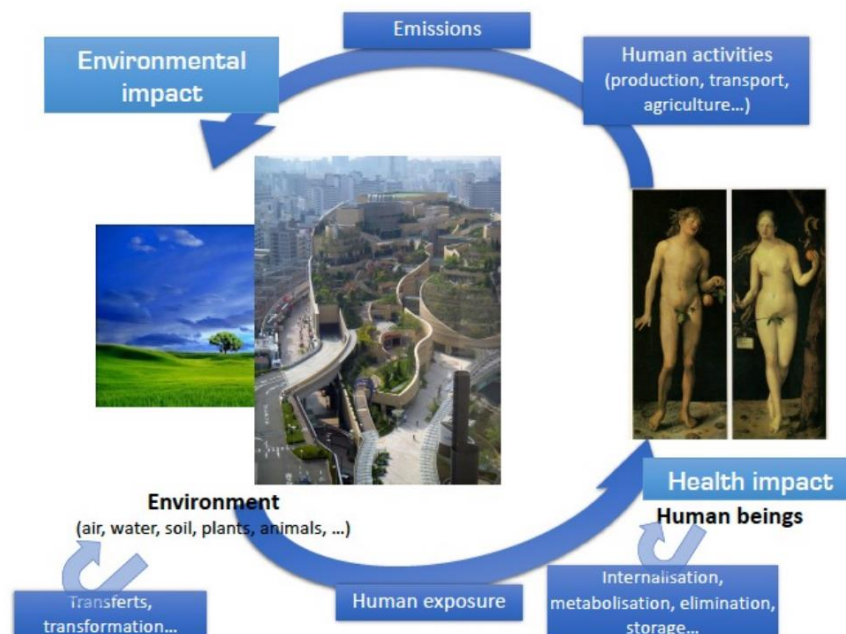 Emissions
Environmental
impact
Human activities
(production, transport,
agriculture…)
Environment
(air, water, soil, plants, animals, …)
Health impact
Human beings
Transferts,
transformation…
Human exposure
Internalisation,
metabolisation, elimination,
storage…